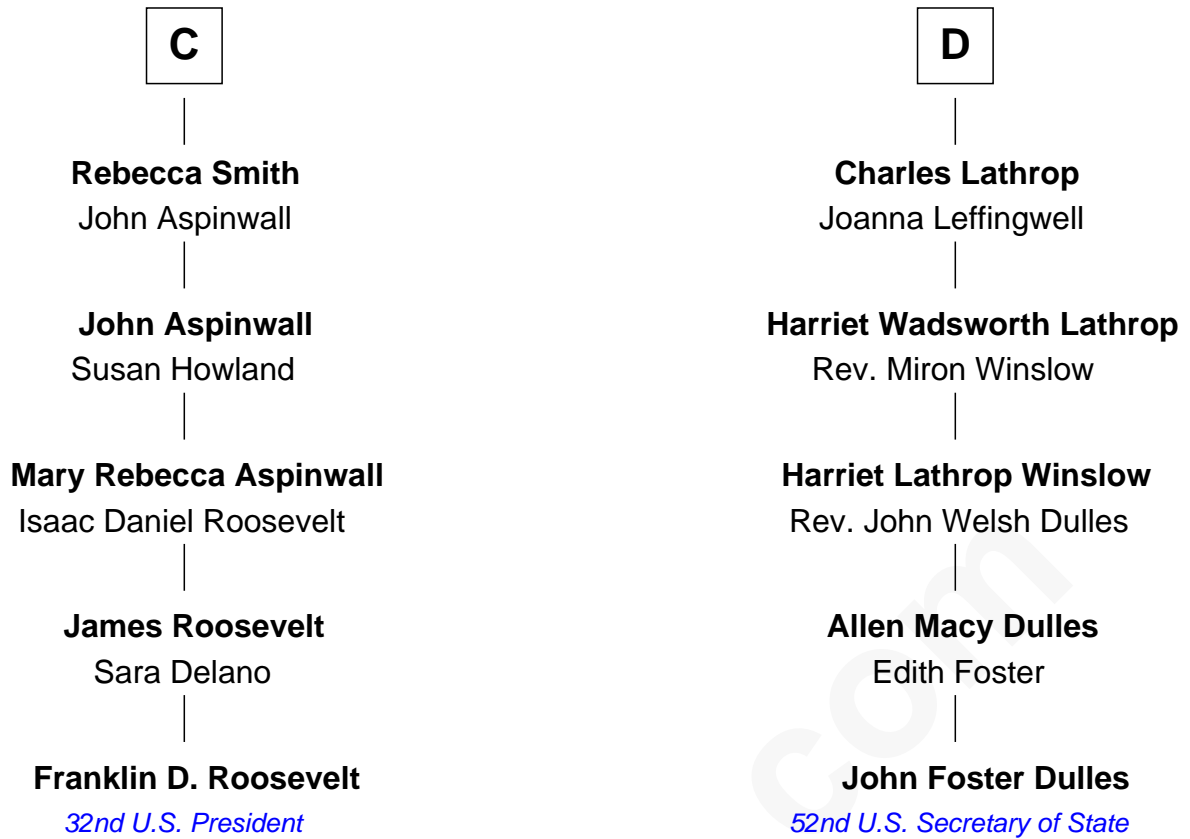 C
Rebecca Smith
John Aspinwall
John Aspinwall
Susan Howland
Mary Rebecca Aspinwall
Isaac Daniel Roosevelt
James Roosevelt
Sara Delano
Franklin D. Roosevelt
32nd U.S. President
D
Charles Lathrop
Joanna Leffingwell
Harriet Wadsworth Lathrop
Rev. Miron Winslow
Harriet Lathrop Winslow
Rev. John Welsh Dulles
Allen Macy Dulles
Edith Foster
John Foster Dulles
52nd U.S. Secretary of State
com